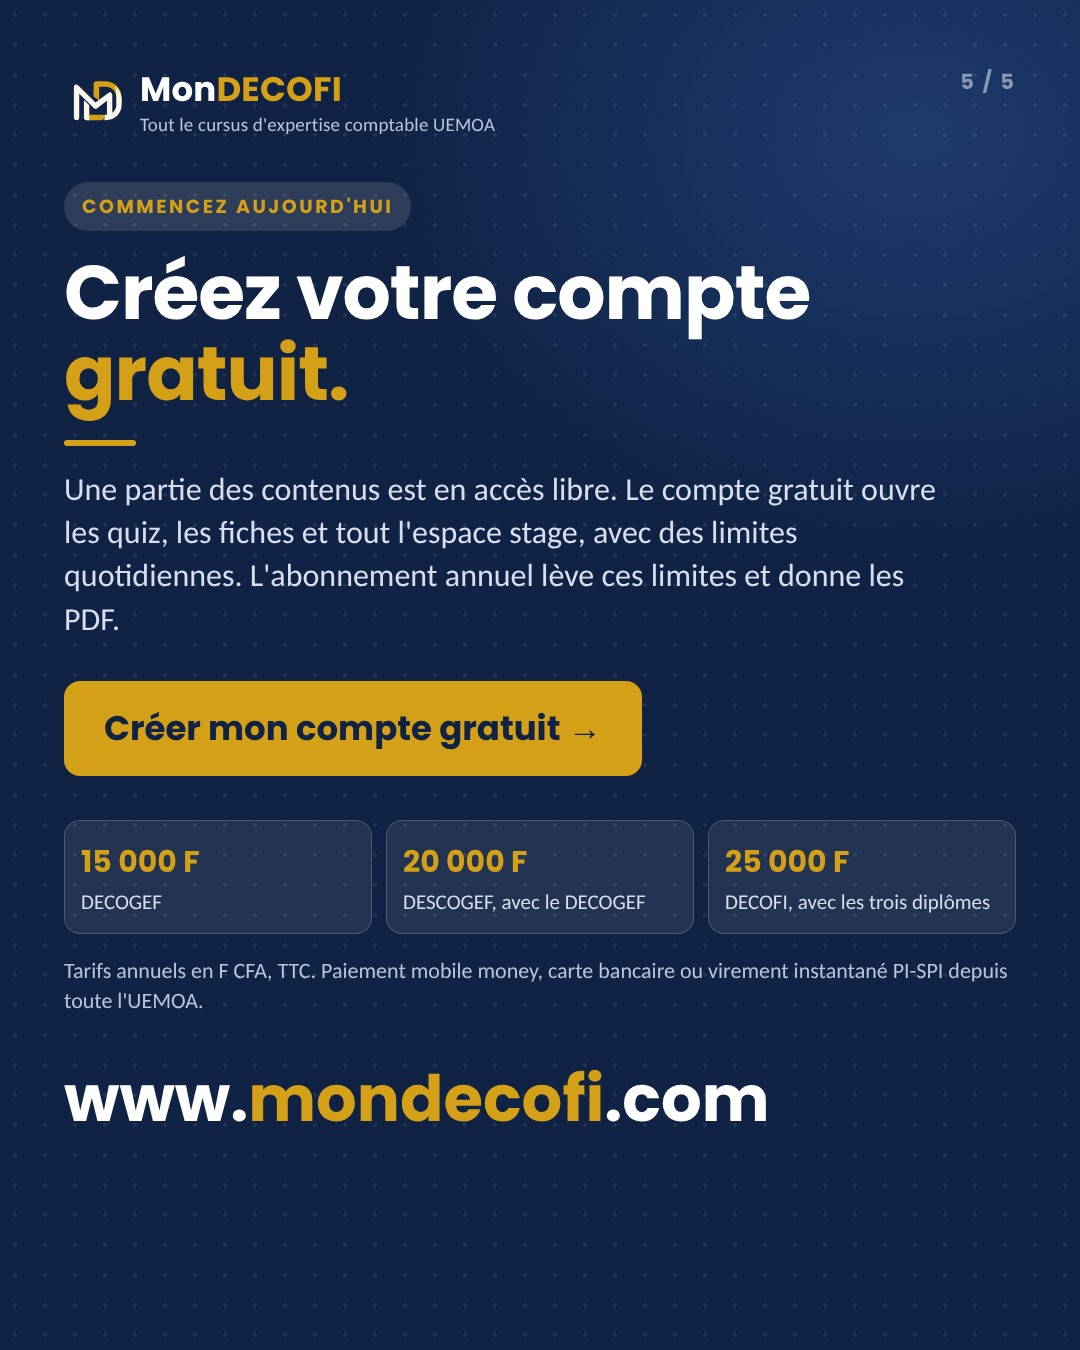 MonDECOFI
Tout le cursus d'expertise comptable UEMOA
5 / 5
COMMENCEZ AUJOURD'HUI
Créez votre compte
gratuit.
Une partie des contenus est en accès libre. Le compte gratuit ouvre
les quiz, les fiches et tout l'espace stage, avec des limites
quotidiennes. L'abonnement annuel lève ces limites et donne les
PDF.
Créer mon compte gratuit →
15 000 F
DECOGEF
20 000 F
DESCOGEF, avec le DECOGEF
25 000 F
DECOFI, avec les trois diplômes
Tarifs annuels en F CFA, TTC. Paiement mobile money, carte bancaire ou virement instantané PI-SPI depuis
toute l'UEMOA.
www.mondecofi.com